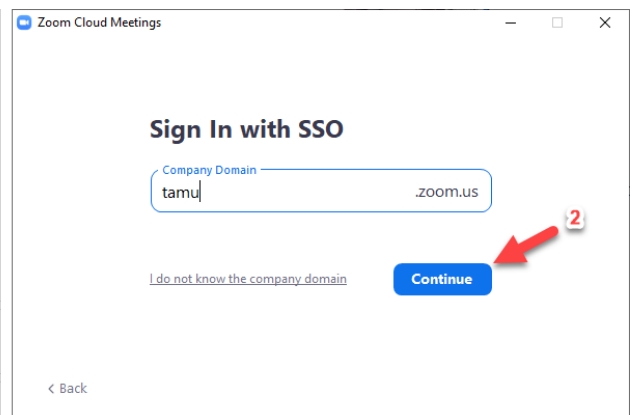 Zoom Cloud Meetings
Sign In with SSO
Company Domain
tamu .zoom.us
2
I do not know the company domain Continue
< Back